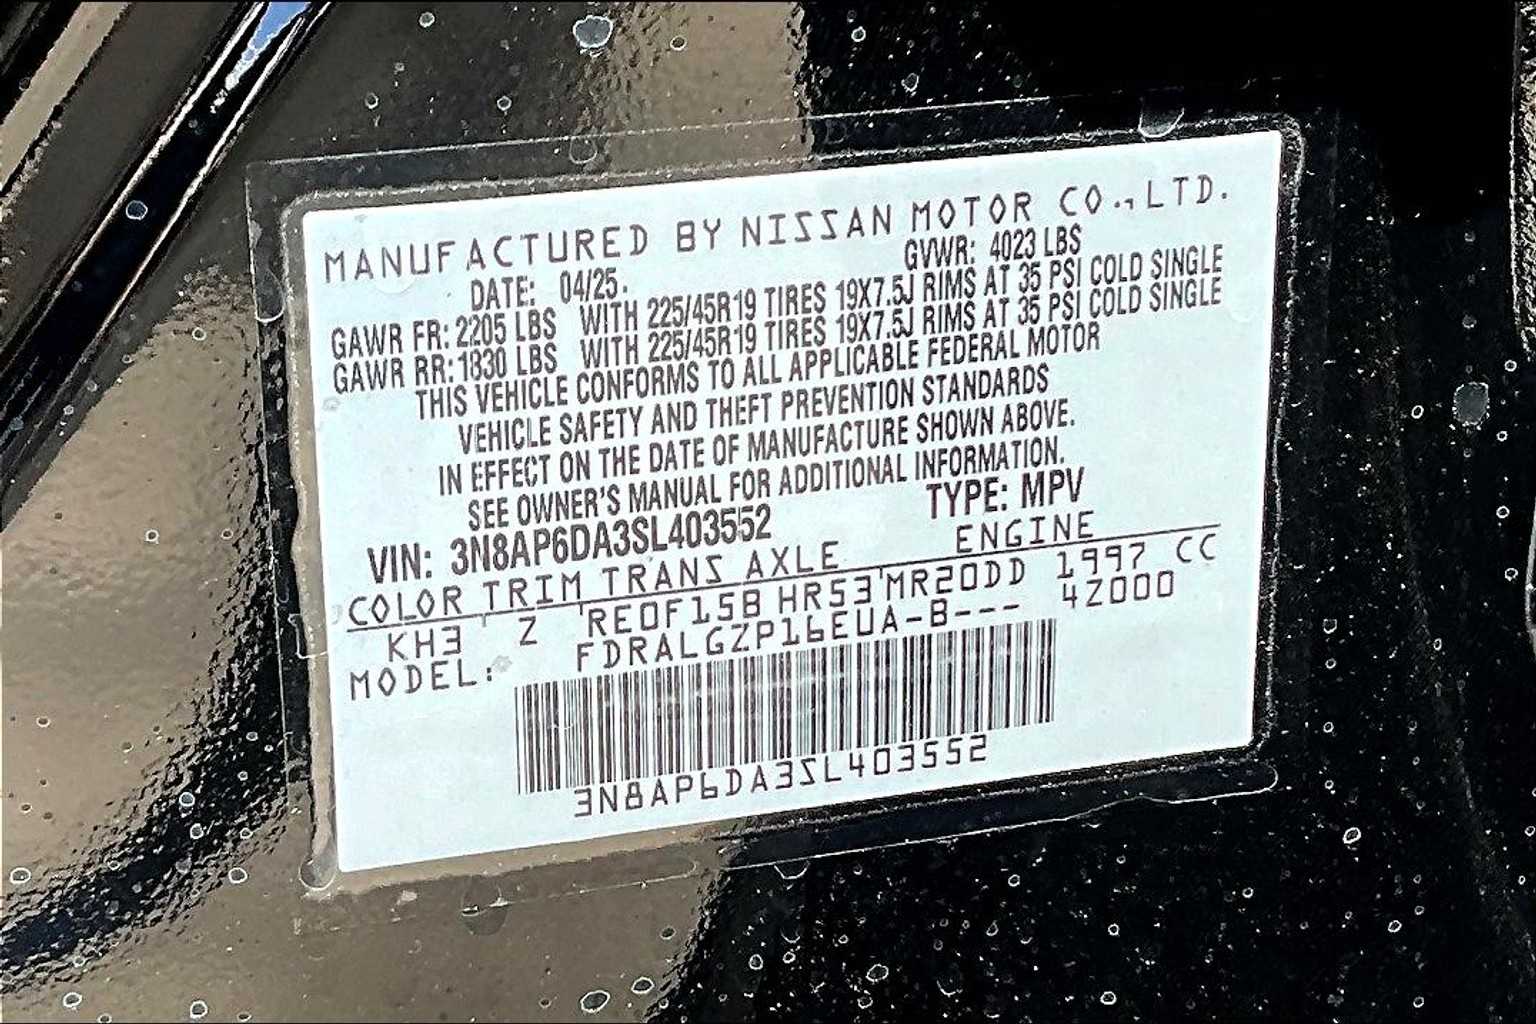 MANUFACTURED BY NISSAN MOTOR CO., LTD.
DATE: 04/25. GVWR: 4023 LBS
GAWR FR: 2205 LBS WITH 225/45R19 TIRES 19X7.5J RIMS AT 35 PSI COLD SINGLE
GAWR RR: 1830 LBS WITH 225/45R19 TIRES 19X7.5J RIMS AT 35 PSI COLD SINGLE
THIS VEHICLE CONFORMS TO ALL APPLICABLE FEDERAL MOTOR
VEHICLE SAFETY AND THEFT PREVENTION STANDARDS
IN EFFECT ON THE DATE OF MANUFACTURE SHOWN ABOVE.
SEE OWNER'S MANUAL FOR ADDITIONAL INFORMATION.
VIN: 3N8AP6DA3SL403552 TYPE: MPV
COLOR TRIM TRANS AXLE ENGINE
KH3 Z RE0F15B HR53 MR20DD 1997 CC
MODEL: FDRALGZP16EUA-B--- 4Z000
3N8AP6DA3SL403552